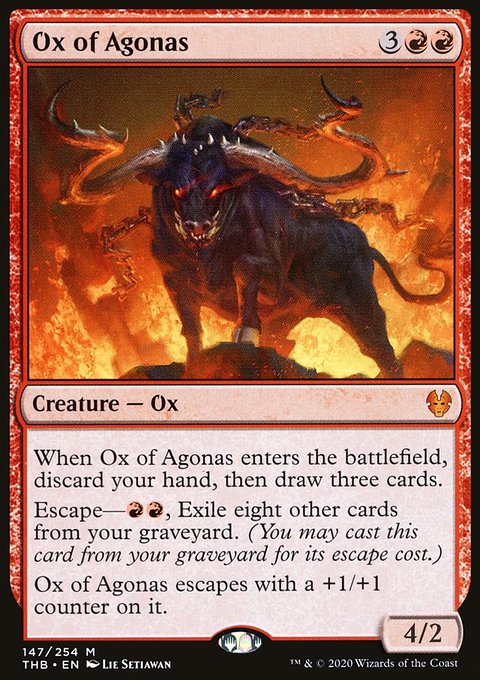 Ox of Agonas 3
Creature — Ox
When Ox of Agonas enters the battlefield,
discard your hand, then draw three cards.
Escape—, Exile eight other cards
from your graveyard. (You may cast this
card from your graveyard for its escape cost.)
Ox of Agonas escapes with a +1/+1
counter on it.
4/2
147/254 M
THB • EN Lie Setiawan
™ & © 2020 Wizards of the Coast